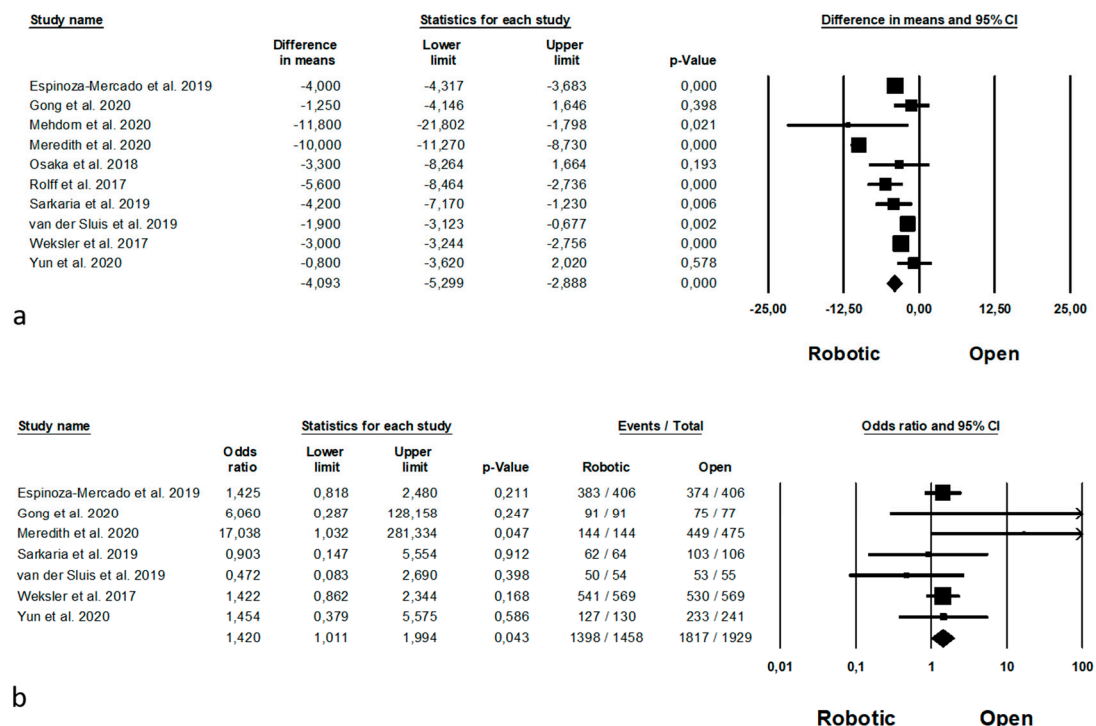 Study name Statistics for each study Difference in means and 95% CI
Difference in means Lower limit Upper limit p-Value
Espinoza-Mercado et al. 2019 -4,000 -4,317 -3,683 0,000
Gong et al. 2020 -1,250 -4,146 1,646 0,398
Mehdorn et al. 2020 -11,800 -21,802 -1,798 0,021
Meredith et al. 2020 -10,000 -11,270 -8,730 0,000
Osaka et al. 2018 -3,300 -8,264 1,664 0,193
Rolff et al. 2017 -5,600 -8,464 -2,736 0,000
Sarkaria et al. 2019 -4,200 -7,170 -1,230 0,006
van der Sluis et al. 2019 -1,900 -3,123 -0,677 0,002
Weksler et al. 2017 -3,000 -3,244 -2,756 0,000
Yun et al. 2020 -0,800 -3,620 2,020 0,578
-4,093 -5,299 -2,888 0,000
-25,00 -12,50 0,00 12,50 25,00
a
Robotic Open
Study name Statistics for each study Events / Total Odds ratio and 95% CI
Odds ratio Lower limit Upper limit p-Value Robotic Open
Espinoza-Mercado et al. 2019 1,425 0,818 2,480 0,211 383 / 406 374 / 406
Gong et al. 2020 6,060 0,287 128,158 0,247 91 / 91 75 / 77
Meredith et al. 2020 17,038 1,032 281,334 0,047 144 / 144 449 / 475
Sarkaria et al. 2019 0,903 0,147 5,554 0,912 62 / 64 103 / 106
van der Sluis et al. 2019 0,472 0,083 2,690 0,398 50 / 54 53 / 55
Weksler et al. 2017 1,422 0,862 2,344 0,168 541 / 569 530 / 569
Yun et al. 2020 1,454 0,379 5,575 0,586 127 / 130 233 / 241
1,420 1,011 1,994 0,043 1398 / 1458 1817 / 1929
0,01 0,1 1 10 100
b
Robotic Open